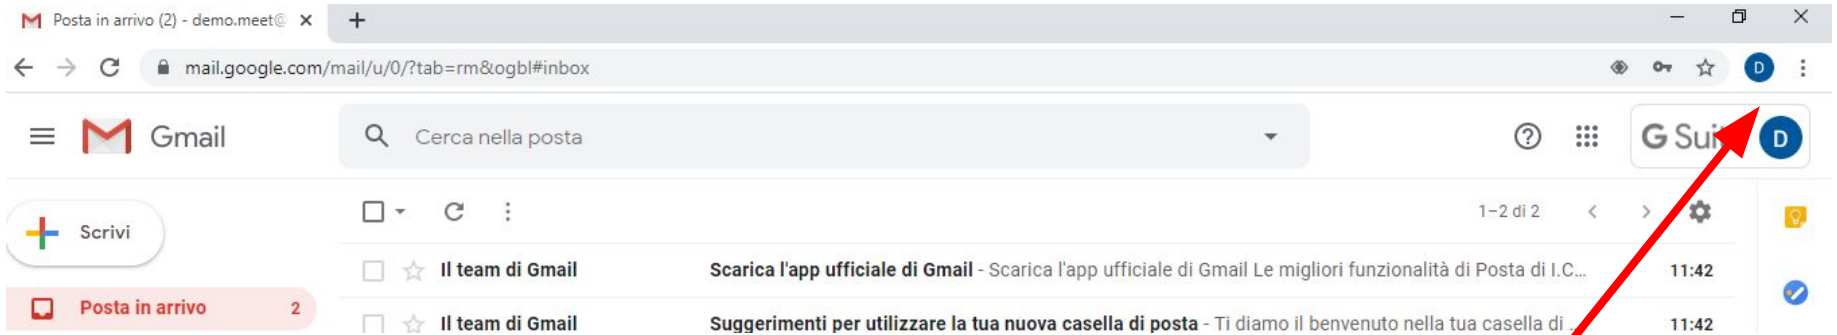 Posta in arrivo (2) - demo.meet@
mail.google.com/mail/u/0/?tab=rm&ogbl#inbox
D
Gmail
Cerca nella posta
G
D
Scrivi
1–2 di 2
Il team di Gmail Scarica l'app ufficiale di Gmail - Scarica l'app ufficiale di Gmail Le migliori funzionalità di Posta di I.C... 11:42
Posta in arrivo 2
Il team di Gmail Suggerimenti per utilizzare la tua nuova casella di posta - Ti diamo il benvenuto nella tua casella di ... 11:42